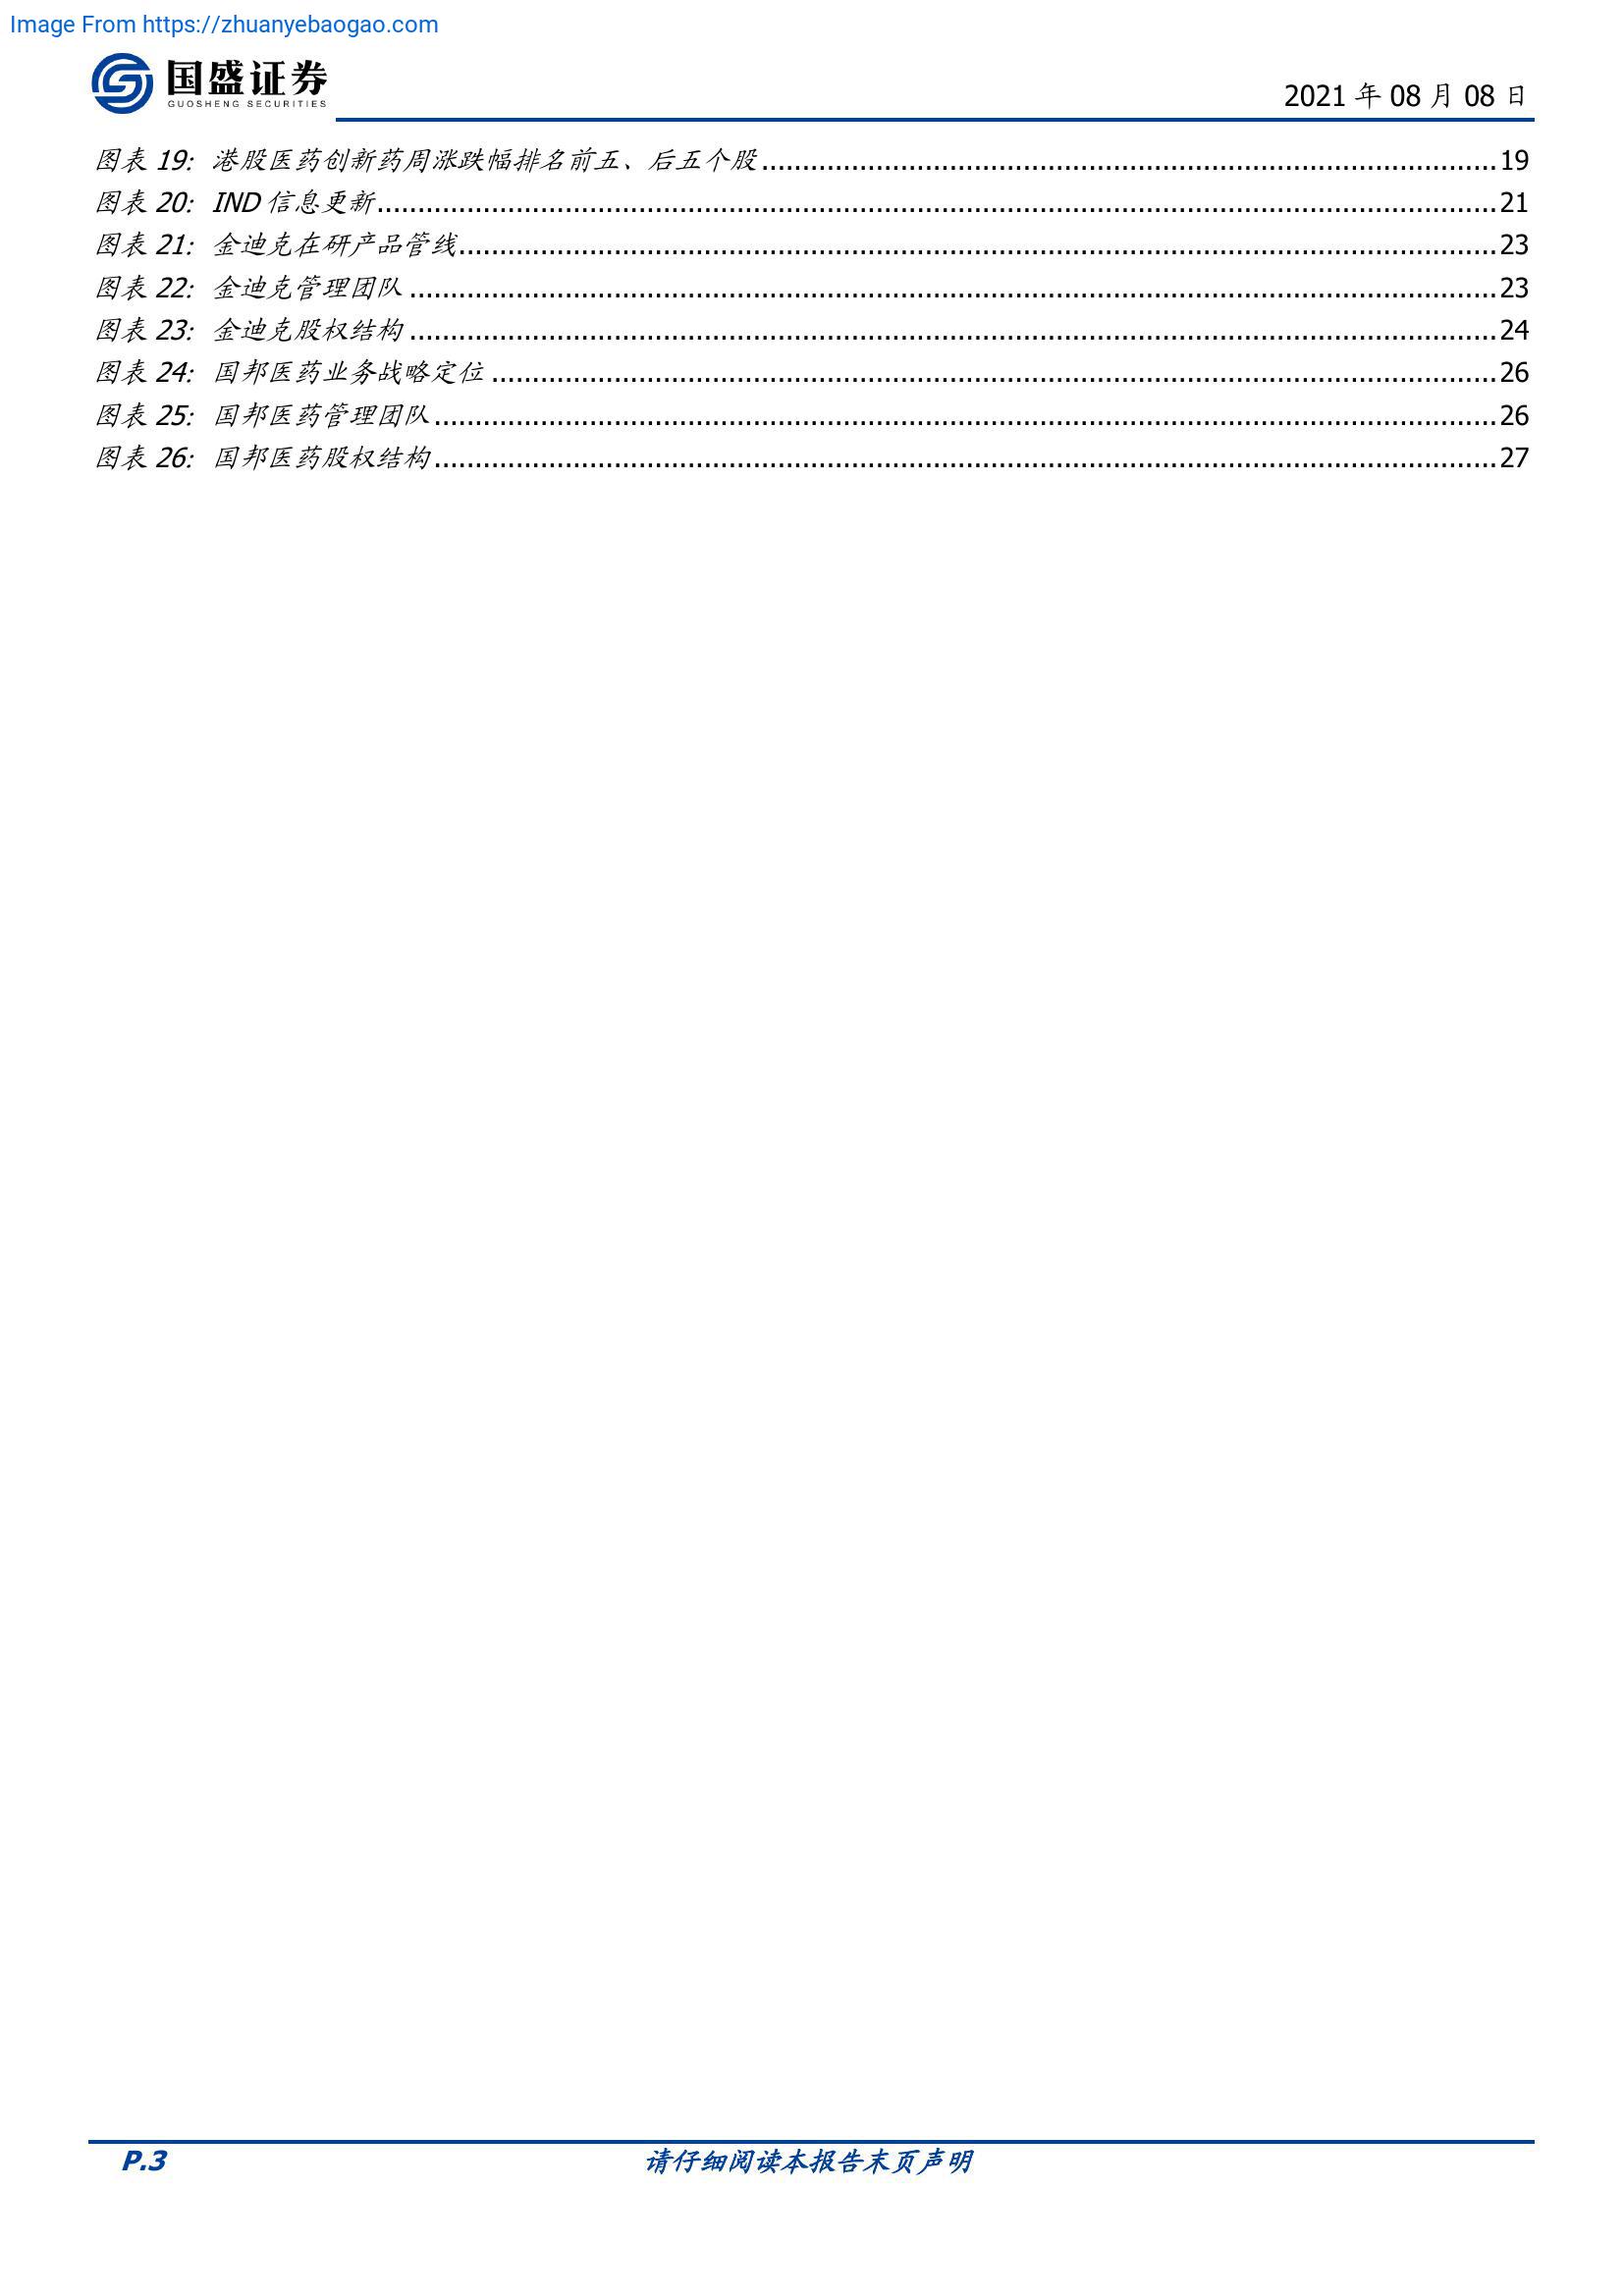 Image From https://zhuanyebaogao.com
国盛证券
GUOSHENG SECURITIES
2021 年 08 月 08 日
图表 19: 港股医药创新药周涨跌幅排名前五、后五个股 19
图表 20: IND 信息更新 21
图表 21: 金迪克在研产品管线 23
图表 22: 金迪克管理团队 23
图表 23: 金迪克股权结构 24
图表 24: 国邦医药业务战略定位 26
图表 25: 国邦医药管理团队 26
图表 26: 国邦医药股权结构 27
P.3
请仔细阅读本报告末页声明